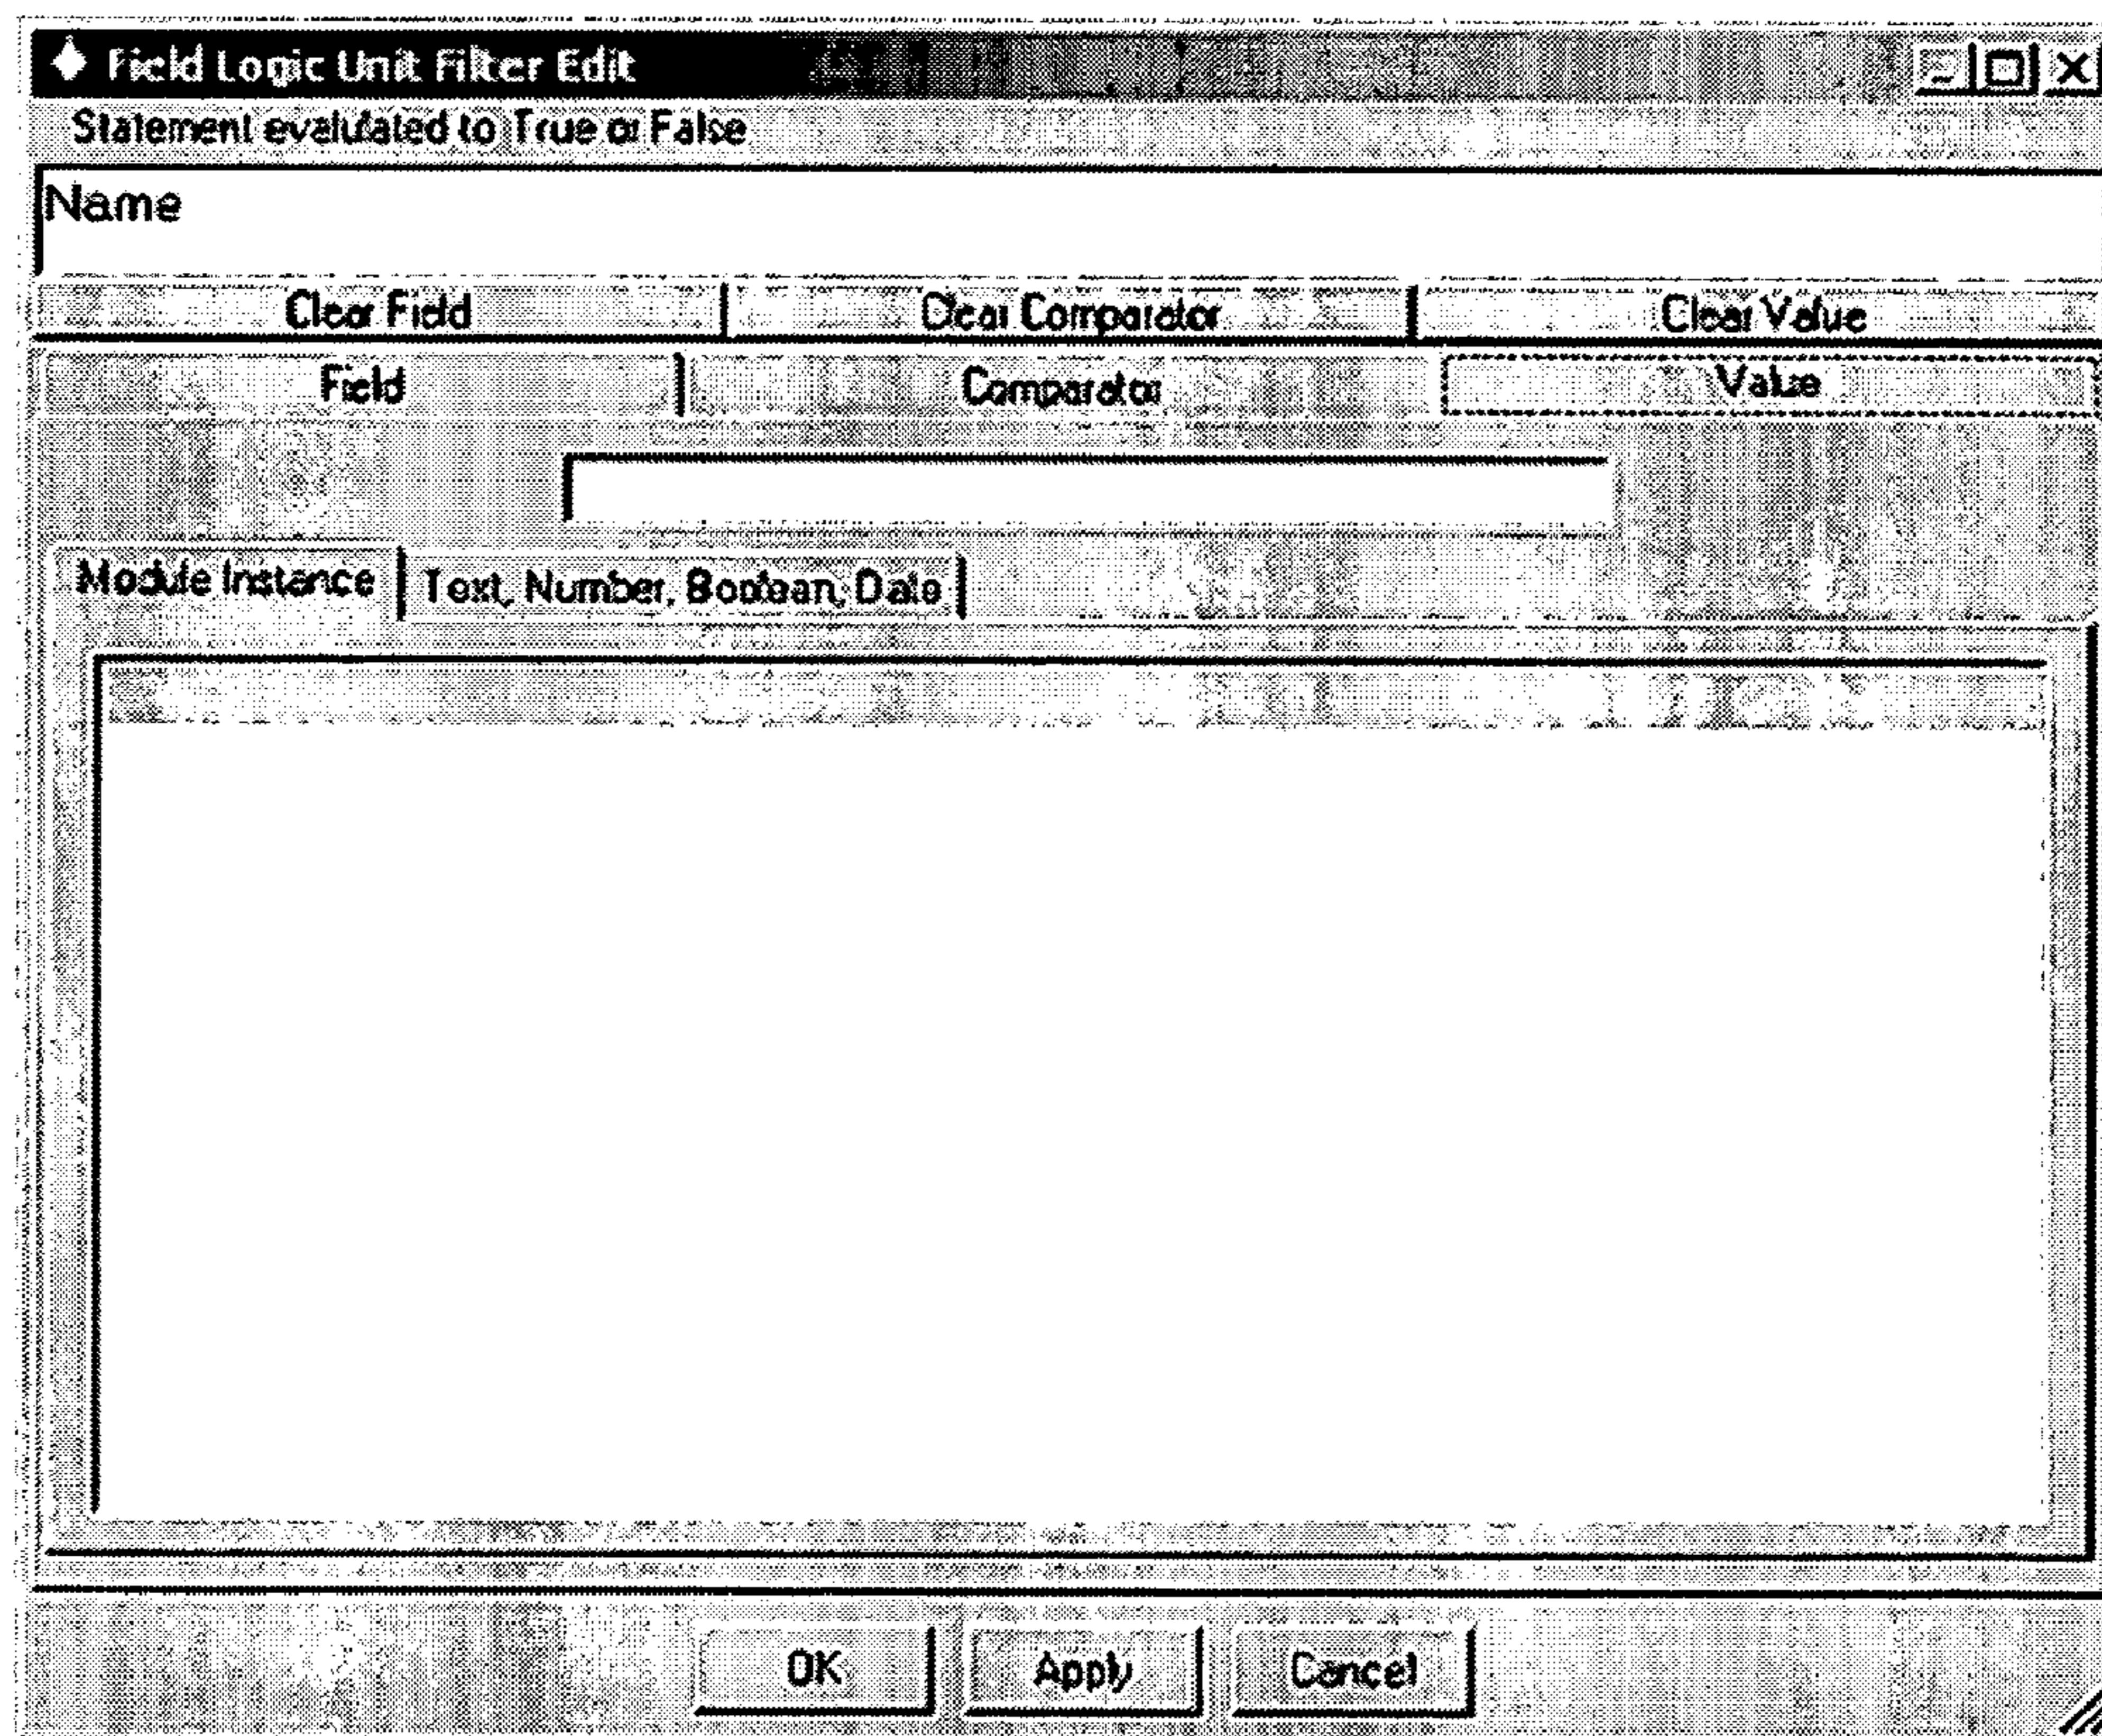 Field Logic Unit Filter Edit
Statement evalutated to True or False
Name
Clear Field Clear Comparator Clear Value
Field Comparator Value
Module Instance Text, Number, Boolean, Date
OK Apply Cancel